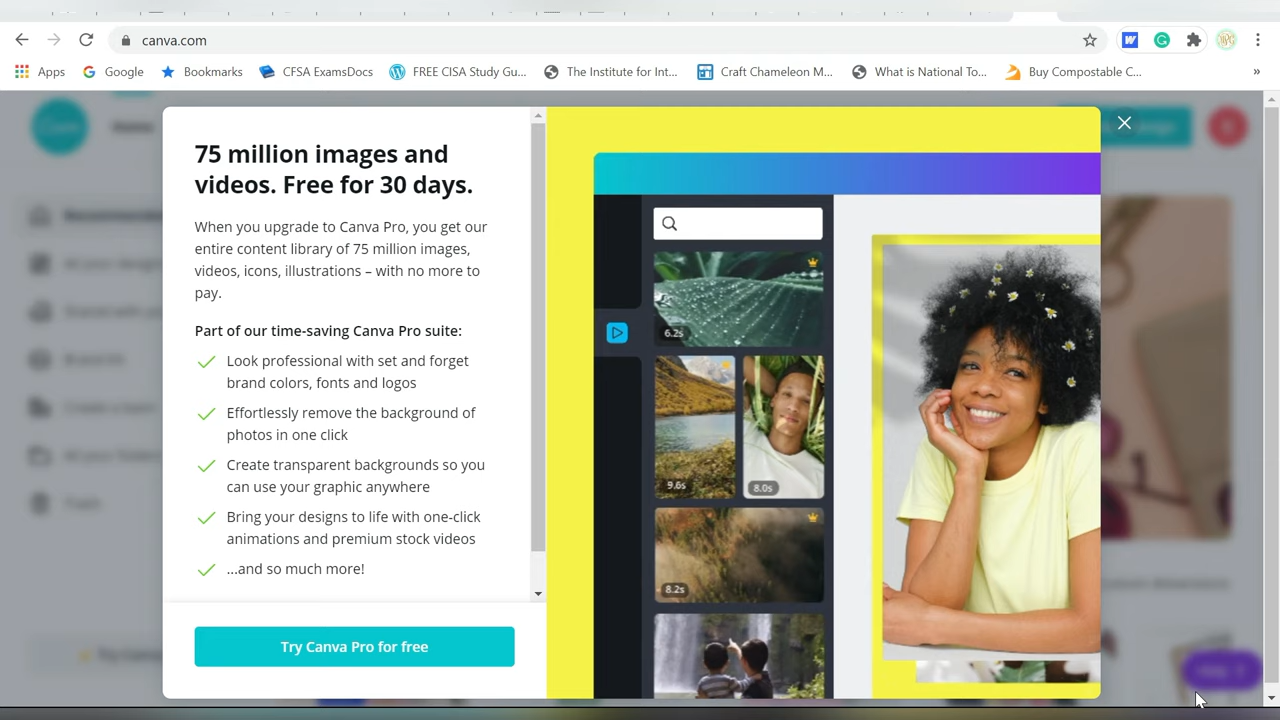 canva.com
Apps
Google
Bookmarks
CFSA ExamsDocs
FREE CISA Study Gu...
The Institute for Int...
Craft Chameleon M...
What is National To...
Buy Compostable C...
»
75 million images and
videos. Free for 30 days.
When you upgrade to Canva Pro, you get our
entire content library of 75 million images,
videos, icons, illustrations – with no more to
pay.
Part of our time-saving Canva Pro suite:
Look professional with set and forget
brand colors, fonts and logos
Effortlessly remove the background of
photos in one click
Create transparent backgrounds so you
can use your graphic anywhere
Bring your designs to life with one-click
animations and premium stock videos
...and so much more!
Try Canva Pro for free
6.2s
9.6s
8.0s
8.2s